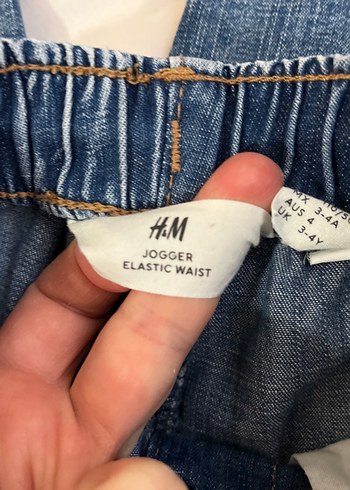 H&M
JOGGER
ELASTIC WAIST
MX 3-4A
AUS 4
UK 3-4Y